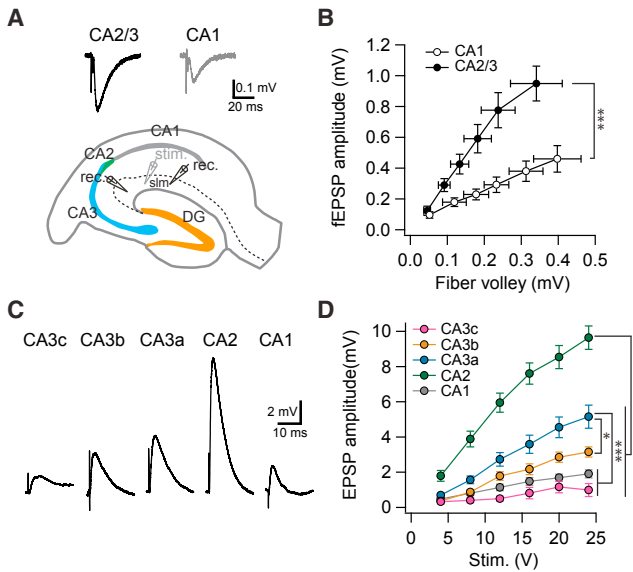 A
CA2/3
CA1
0.1 mV
20 ms
CA1
stim.
CA2
rec.
rec.
slm
CA3
DG
B
CA1
CA2/3
fEPSP amplitude (mV)
1.2
1.0
0.8
0.6
0.4
0.2
0.0
0.0 0.1 0.2 0.3 0.4 0.5
Fiber volley (mV)
***
C
CA3c CA3b CA3a CA2 CA1
2 mV
10 ms
D
CA3c
CA3b
CA3a
CA2
CA1
EPSP amplitude(mV)
10
8
6
4
2
0
0 5 10 15 20 25
Stim. (V)
*
***